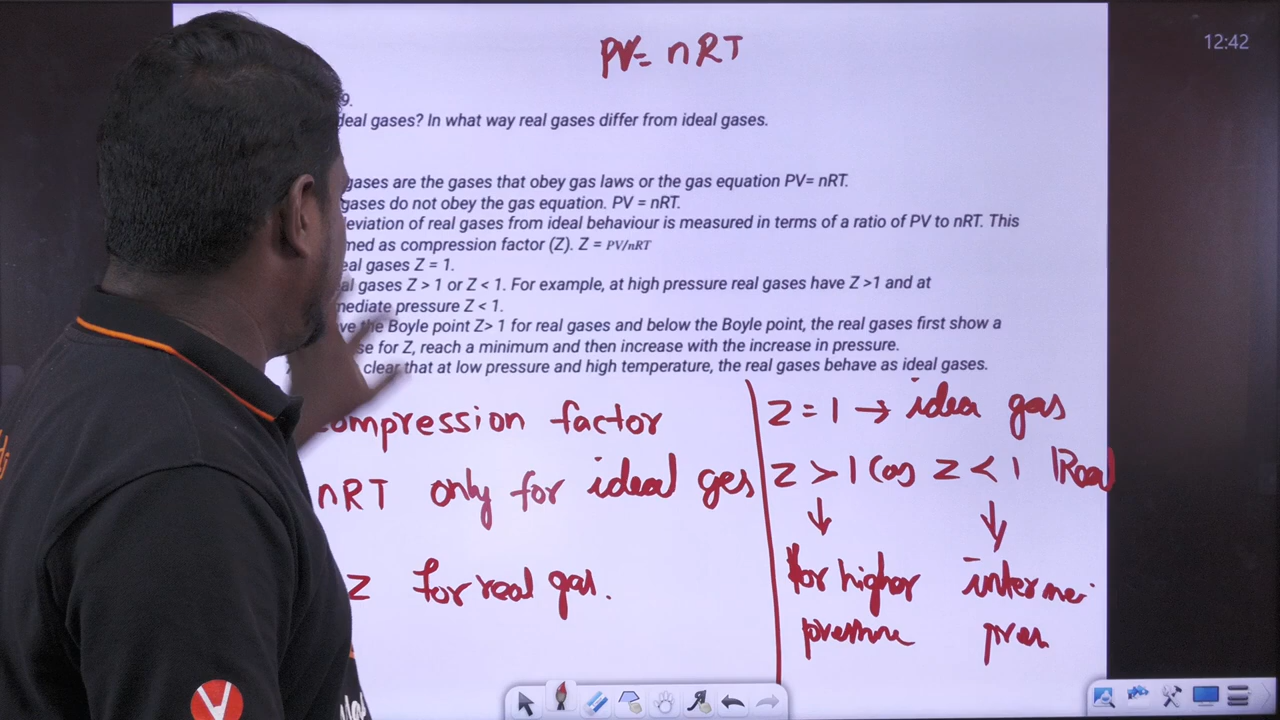 PV= nRT
12:42
9.
deal gases? In what way real gases differ from ideal gases.
gases are the gases that obey gas laws or the gas equation PV= nRT.
gases do not obey the gas equation. PV = nRT.
eviation of real gases from ideal behaviour is measured in terms of a ratio of PV to nRT. This
med as compression factor (Z). Z = PV/nRT
eal gases Z = 1.
al gases Z > 1 or Z < 1. For example, at high pressure real gases have Z >1 and at
mediate pressure Z < 1.
ve the Boyle point Z> 1 for real gases and below the Boyle point, the real gases first show a
se for Z, reach a minimum and then increase with the increase in pressure.
clear that at low pressure and high temperature, the real gases behave as ideal gases.
ompression factor
nRT only for ideal ges
Z for real gas.
Z = 1 → idea gas
Z > 1 Z < 1 Real
↓ ↓
for higher intermei
pressure pres
V